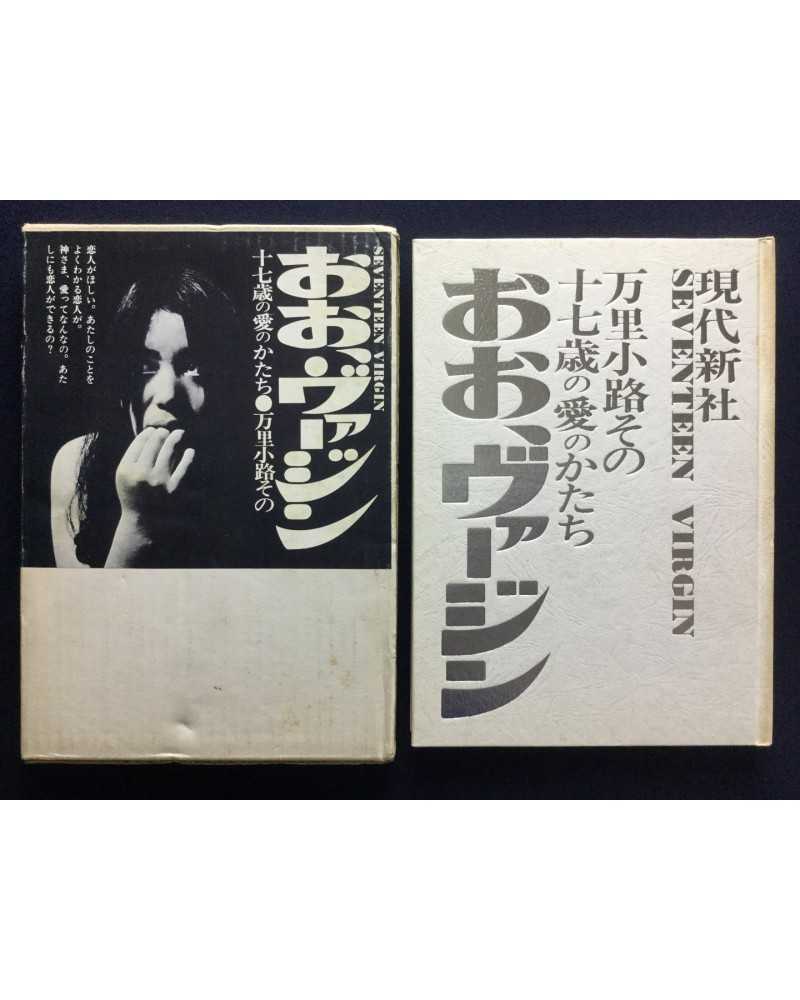 SEVENTEEN VIRGIN
おお、ヴァージン
十七歳の愛のかたち●万里小路その
恋人がほしい。あたしのことを
よくわかる恋人が。
神さま、愛ってなんなの。あた
しにも恋人ができるの？
現代新社
SEVENTEEN VIRGIN
万里小路その
十七歳の愛のかたち
おお、ヴァージン